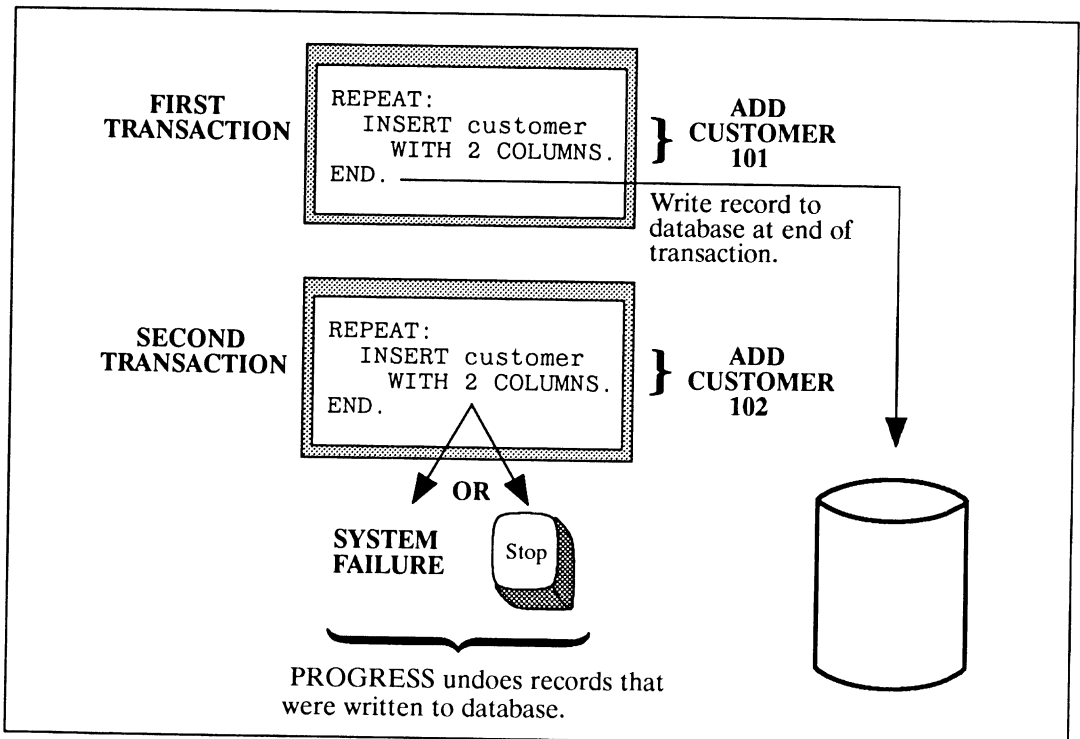 FIRST
TRANSACTION
REPEAT:
INSERT customer
WITH 2 COLUMNS.
END.
}
ADD
CUSTOMER
101
Write record to
database at end of
transaction.
SECOND
TRANSACTION
REPEAT:
INSERT customer
WITH 2 COLUMNS.
END.
}
ADD
CUSTOMER
102
OR
SYSTEM
FAILURE
Stop
PROGRESS undoes records that
were written to database.